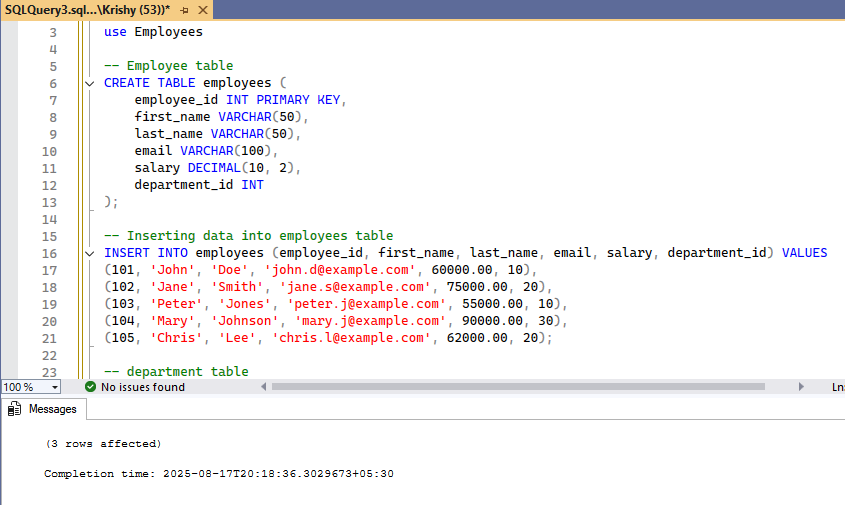 SQLQuery3.sql...\Krishy (53))*
3 use Employees
4
5 -- Employee table
6 CREATE TABLE employees (
7 employee_id INT PRIMARY KEY,
8 first_name VARCHAR(50),
9 last_name VARCHAR(50),
10 email VARCHAR(100),
11 salary DECIMAL(10, 2),
12 department_id INT
13 );
14
15 -- Inserting data into employees table
16 INSERT INTO employees (employee_id, first_name, last_name, email, salary, department_id) VALUES
17 (101, 'John', 'Doe', 'john.d@example.com', 60000.00, 10),
18 (102, 'Jane', 'Smith', 'jane.s@example.com', 75000.00, 20),
19 (103, 'Peter', 'Jones', 'peter.j@example.com', 55000.00, 10),
20 (104, 'Mary', 'Johnson', 'mary.j@example.com', 90000.00, 30),
21 (105, 'Chris', 'Lee', 'chris.l@example.com', 62000.00, 20);
22
23 -- department table
100 % No issues found Ln
Messages
(3 rows affected)
Completion time: 2025-08-17T20:18:36.3029673+05:30